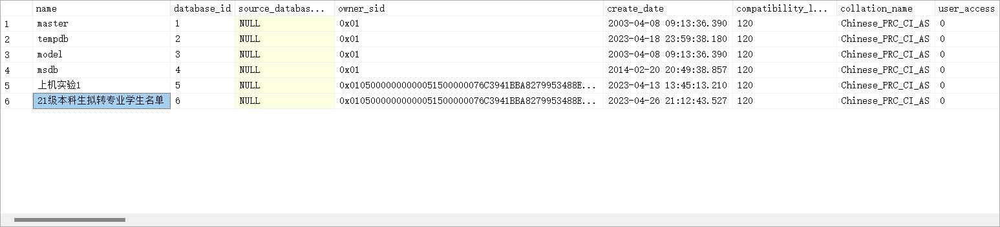 name database_id source_databas... owner_sid create_date compatibility_l... collation_name user_access
1 master 1 NULL 0x01 2003-04-08 09:13:36.390 120 Chinese_PRC_CI_AS 0
2 tempdb 2 NULL 0x01 2023-04-18 23:59:38.180 120 Chinese_PRC_CI_AS 0
3 model 3 NULL 0x01 2003-04-08 09:13:36.390 120 Chinese_PRC_CI_AS 0
4 msdb 4 NULL 0x01 2014-02-20 20:49:38.857 120 Chinese_PRC_CI_AS 0
5 上机实验1 5 NULL 0x01050000000000051500000076C3941BBA8279953488E... 2023-04-13 13:45:13.210 120 Chinese_PRC_CI_AS 0
6 21级本科生拟转专业学生名单 6 NULL 0x01050000000000051500000076C3941BBA8279953488E... 2023-04-26 21:12:43.527 120 Chinese_PRC_CI_AS 0